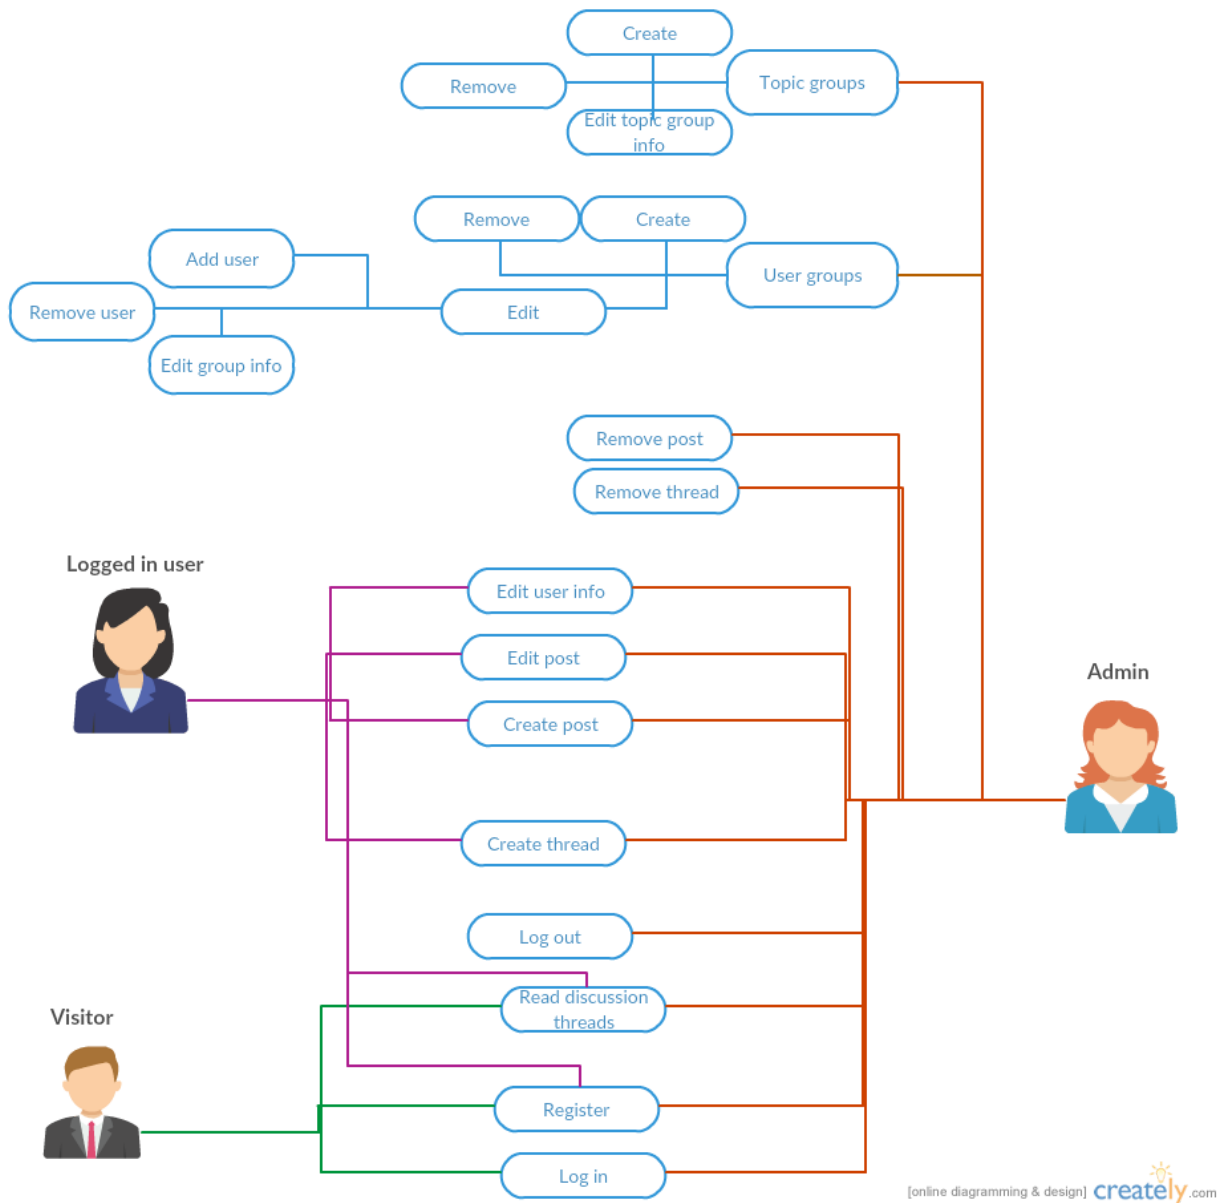 Create
Remove
Topic groups
Edit topic group
info
Remove
Create
Add user
User groups
Remove user
Edit
Edit group info
Remove post
Remove thread
Logged in user
Edit user info
Edit post
Admin
Create post
Create thread
Log out
Read discussion
threads
Visitor
Register
Log in
[online diagramming & design] creately.com